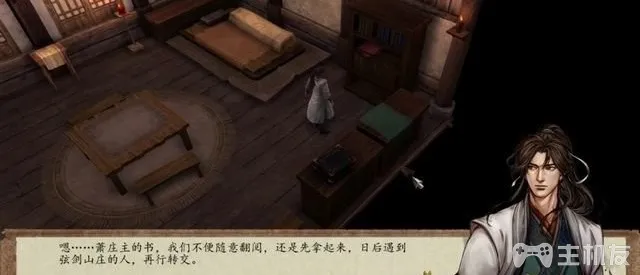 嗯……萧庄主的书，我们不便随意翻阅，还是先拿起来，日后遇到
弦剑山庄的人，再行转交。
主机友